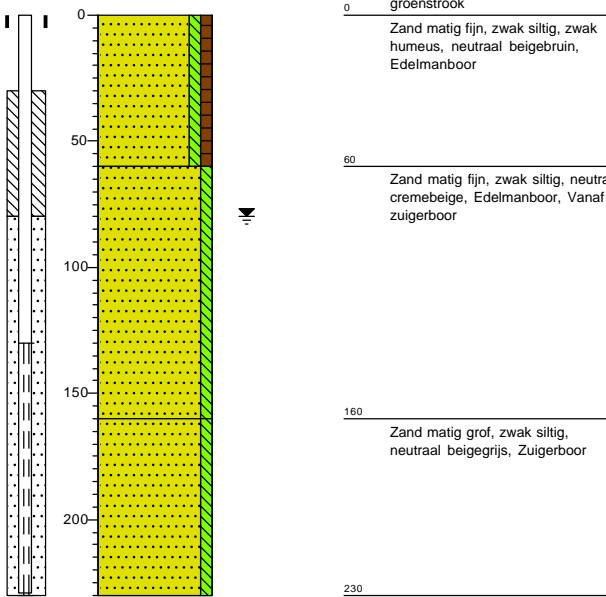 groenstrook
0
0
Zand matig fijn, zwak siltig, zwak
humeus, neutraal beigebruin,
Edelmanboor
50
60
Zand matig fijn, zwak siltig, neutra
cremebeige, Edelmanboor, Vanaf
zuigerboor
100
150
160
Zand matig grof, zwak siltig,
neutraal beigegrijs, Zuigerboor
200
230